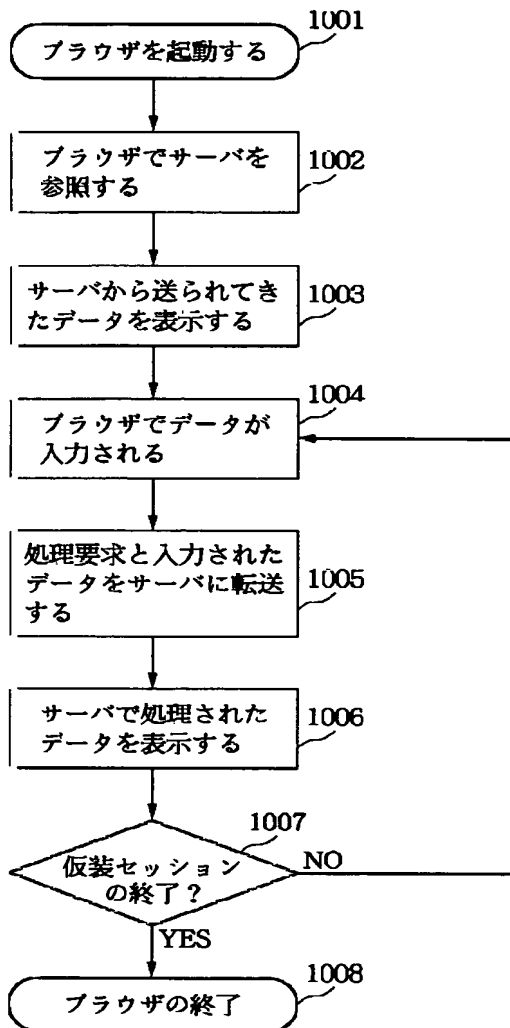 1001
ブラウザを起動する
1002
ブラウザでサーバを
参照する
1003
サーバから送られてき
たデータを表示する
1004
ブラウザでデータが
入力される
1005
処理要求と入力された
データをサーバに転送
する
1006
サーバで処理された
データを表示する
1007
仮装セッション
の終了？
NO
YES
1008
ブラウザの終了